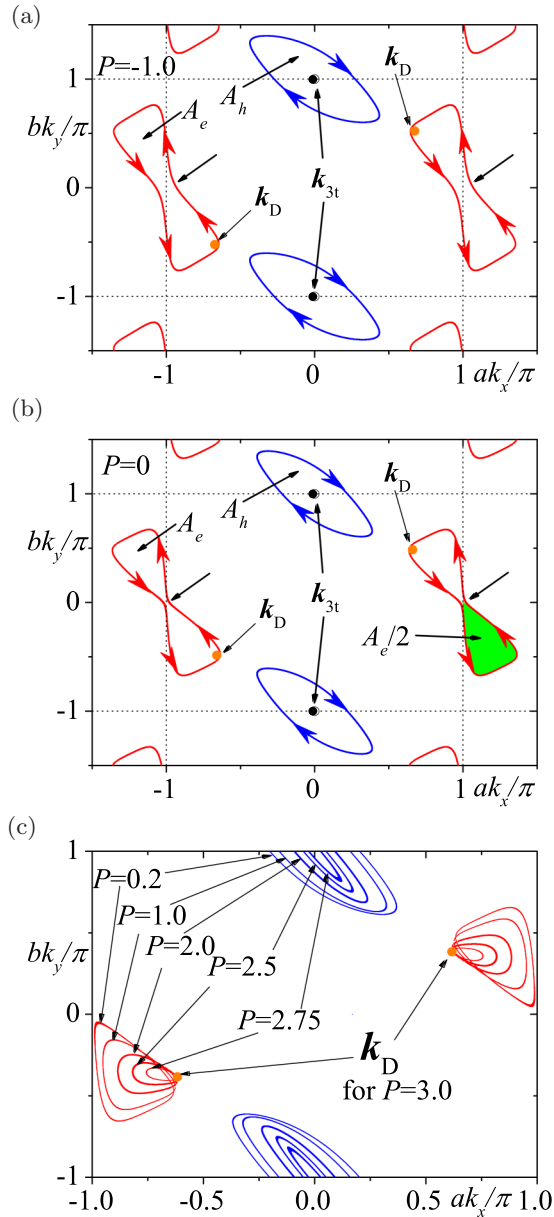 (a)
P=-1.0
k_D
A_e
A_h
1
bk_y/π
0
k_3t
k_D
-1
-1 0 1 ak_x/π
(b)
P=0
k_D
A_e
A_h
1
bk_y/π
0
k_3t
k_D
A_e/2
-1
-1 0 1 ak_x/π
(c)
1
P=0.2
P=1.0
bk_y/π
P=2.0
P=2.5
0
P=2.75
k_D
for P=3.0
-1
-1.0 -0.5 0.0 0.5 ak_x/π 1.0